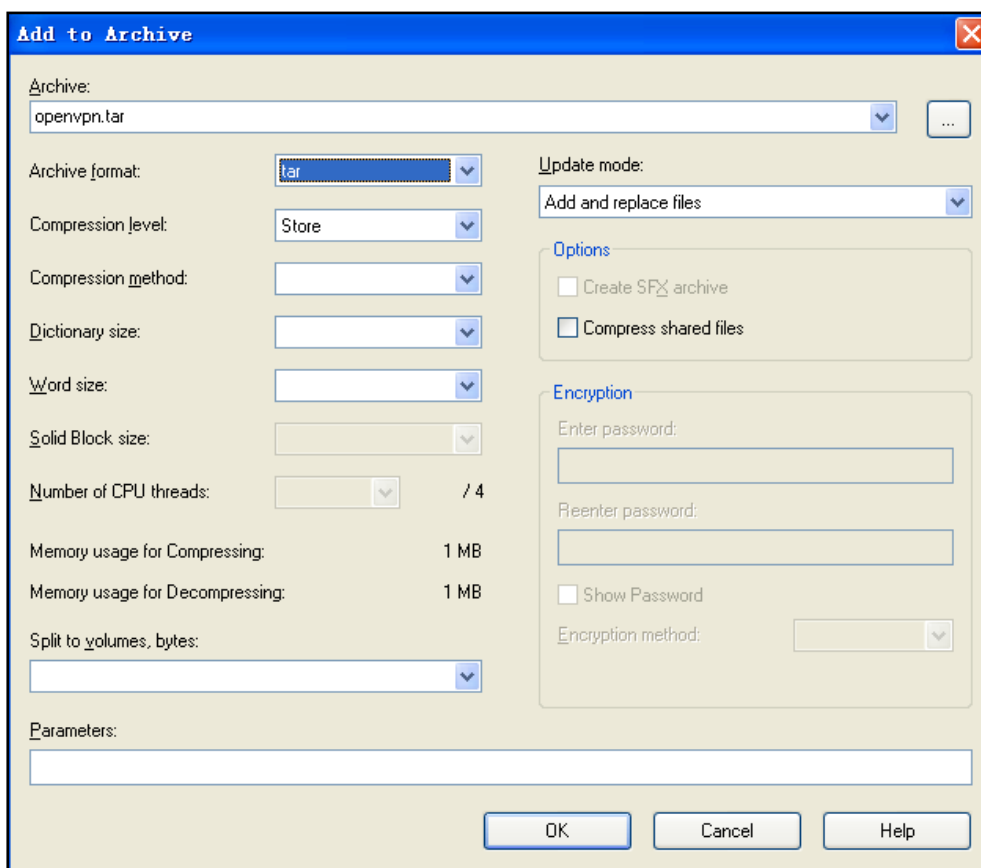 Add to Archive
Archive:
openvpn.tar
...
Archive format:
tar
Update mode:
Add and replace files
Compression level:
Store
Options
Create SFX archive
Compression method:
Compress shared files
Dictionary size:
Word size:
Encryption
Enter password:
Solid Block size:
Number of CPU threads:
/ 4
Reenter password:
Memory usage for Compressing:
1 MB
Memory usage for Decompressing:
1 MB
Show Password
Encryption method:
Split to volumes, bytes:
Parameters:
OK
Cancel
Help